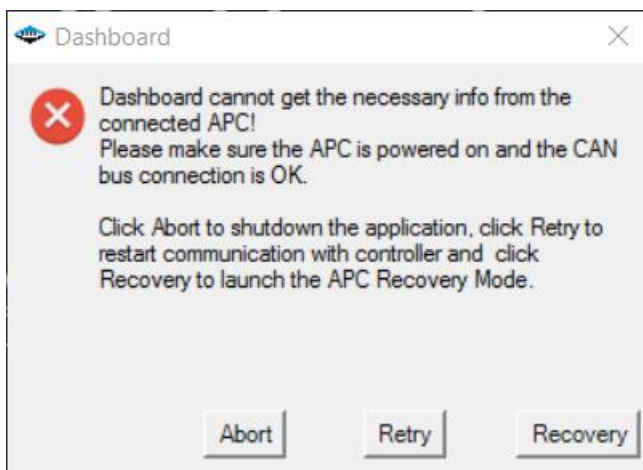 Dashboard
Dashboard cannot get the necessary info from the
connected APC!
Please make sure the APC is powered on and the CAN
bus connection is OK.
Click Abort to shutdown the application, click Retry to
restart communication with controller and  click
Recovery to launch the APC Recovery Mode.
Abort Retry Recovery